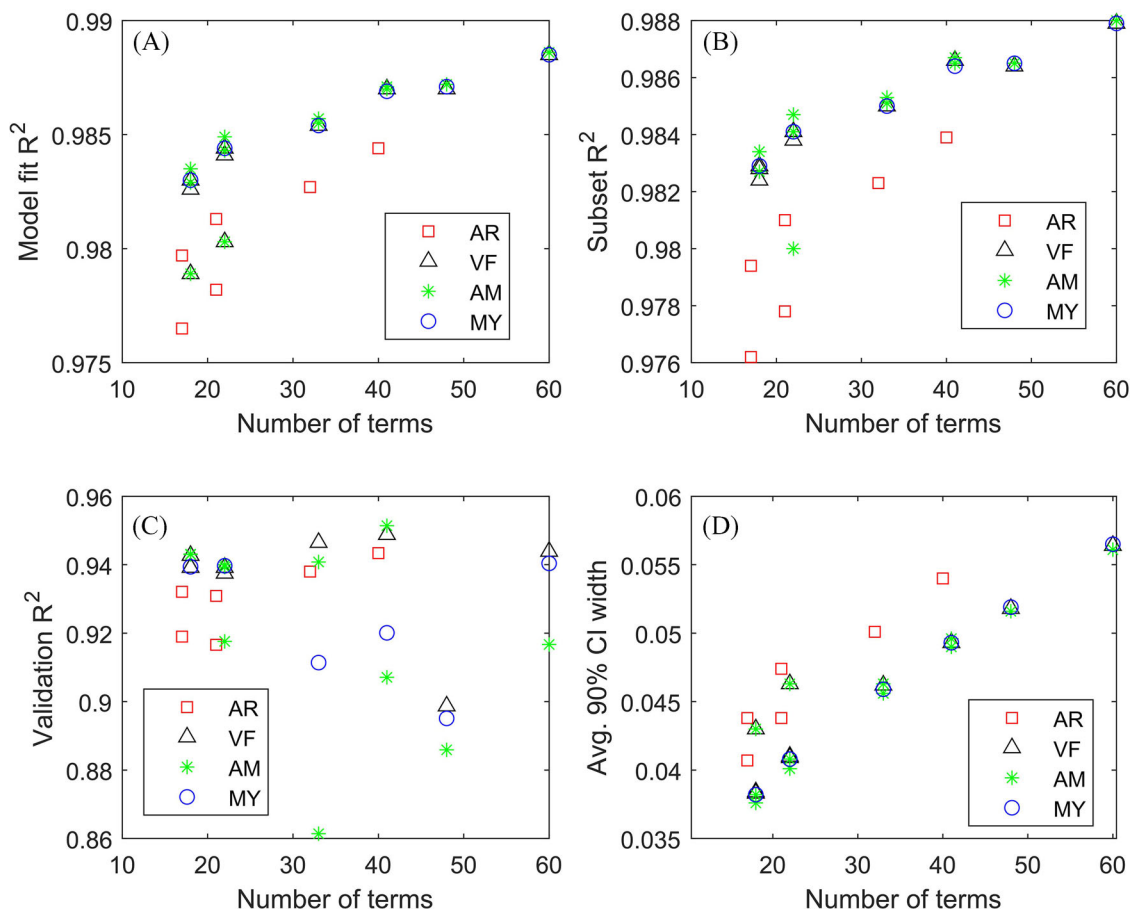 (A)
0.99
0.985
0.98
0.975
Model fit R²
10 20 30 40 50 60
Number of terms
AR
VF
AM
MY
(B)
0.988
0.986
0.984
0.982
0.98
0.978
0.976
Subset R²
10 20 30 40 50 60
Number of terms
AR
VF
AM
MY
(C)
0.96
0.94
0.92
0.9
0.88
0.86
Validation R²
10 20 30 40 50 60
Number of terms
AR
VF
AM
MY
(D)
0.06
0.055
0.05
0.045
0.04
0.035
Avg. 90% CI width
20 30 40 50 60
Number of terms
AR
VF
AM
MY